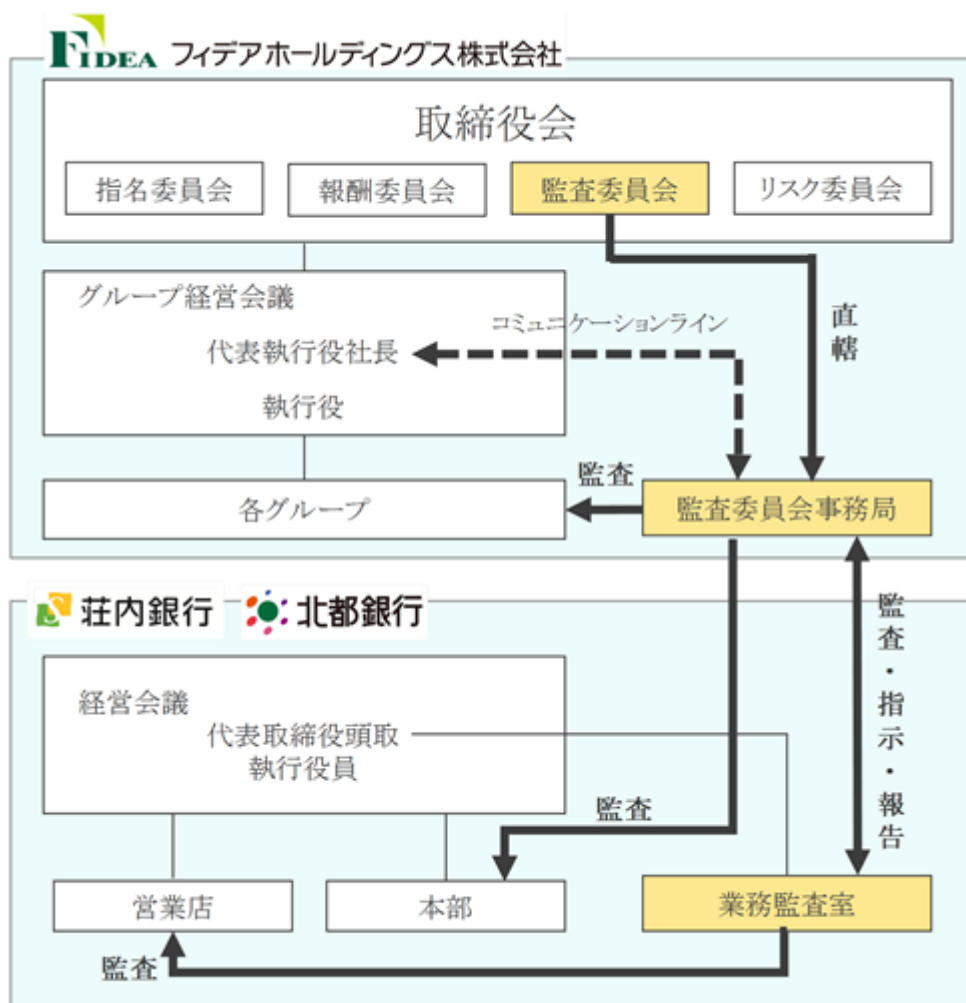 FIDEA フィデアホールディングス株式会社
取締役会
指名委員会
報酬委員会
監査委員会
リスク委員会
グループ経営会議
代表執行役社長
執行役
コミュニケーションライン
直轄
各グループ
監査
監査委員会事務局
荘内銀行
北都銀行
経営会議
代表取締役頭取
執行役員
監査・指示・報告
監査
営業店
本部
業務監査室
監査